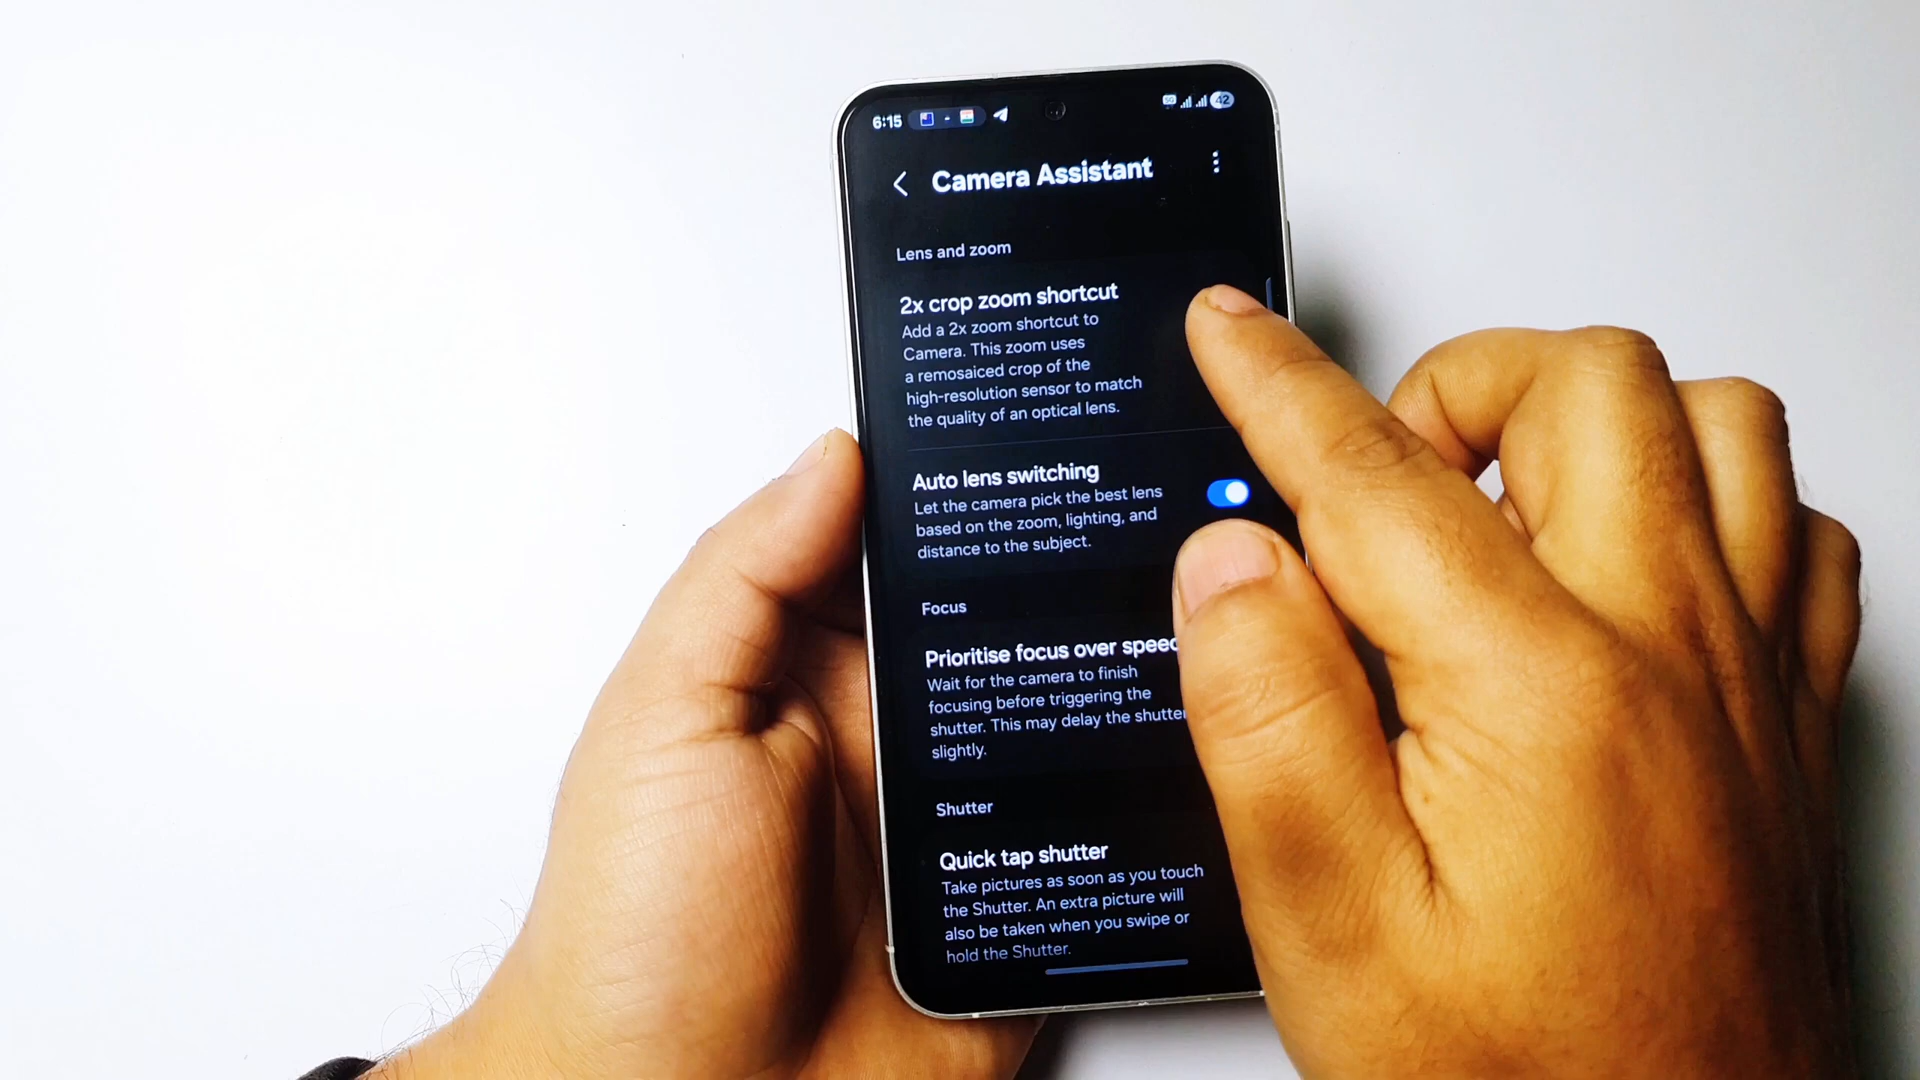 6:15
42
Camera Assistant
Lens and zoom
2x crop zoom shortcut
Add a 2x zoom shortcut to
Camera. This zoom uses
a remosaiced crop of the
high-resolution sensor to match
the quality of an optical lens.
Auto lens switching
Let the camera pick the best lens
based on the zoom, lighting, and
distance to the subject.
Focus
Prioritise focus over speed
Wait for the camera to finish
focusing before triggering the
shutter. This may delay the shutter
slightly.
Shutter
Quick tap shutter
Take pictures as soon as you touch
the Shutter. An extra picture will
also be taken when you swipe or
hold the Shutter.